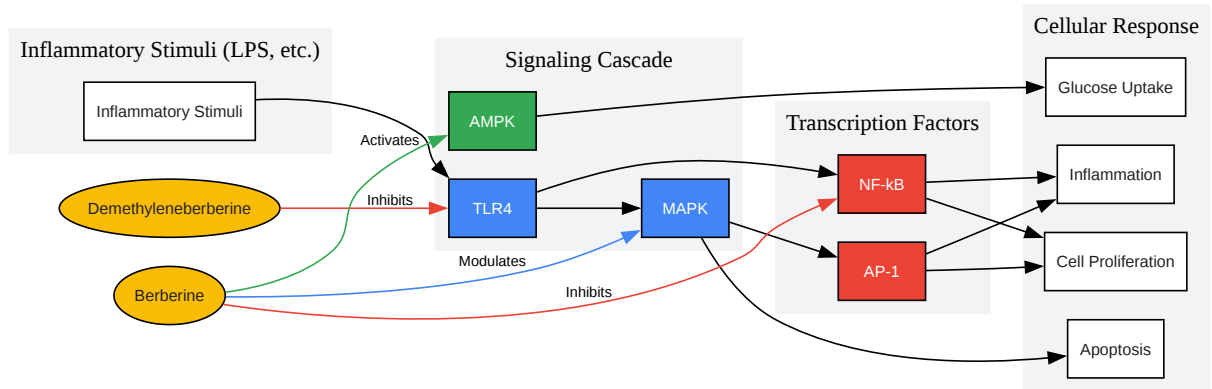 Inflammatory Stimuli (LPS, etc.)
Inflammatory Stimuli
Demethyleneberberine
Berberine
Activates
Inhibits
Modulates
Inhibits
Signaling Cascade
AMPK
TLR4
MAPK
Transcription Factors
NF-kB
AP-1
Cellular Response
Glucose Uptake
Inflammation
Cell Proliferation
Apoptosis